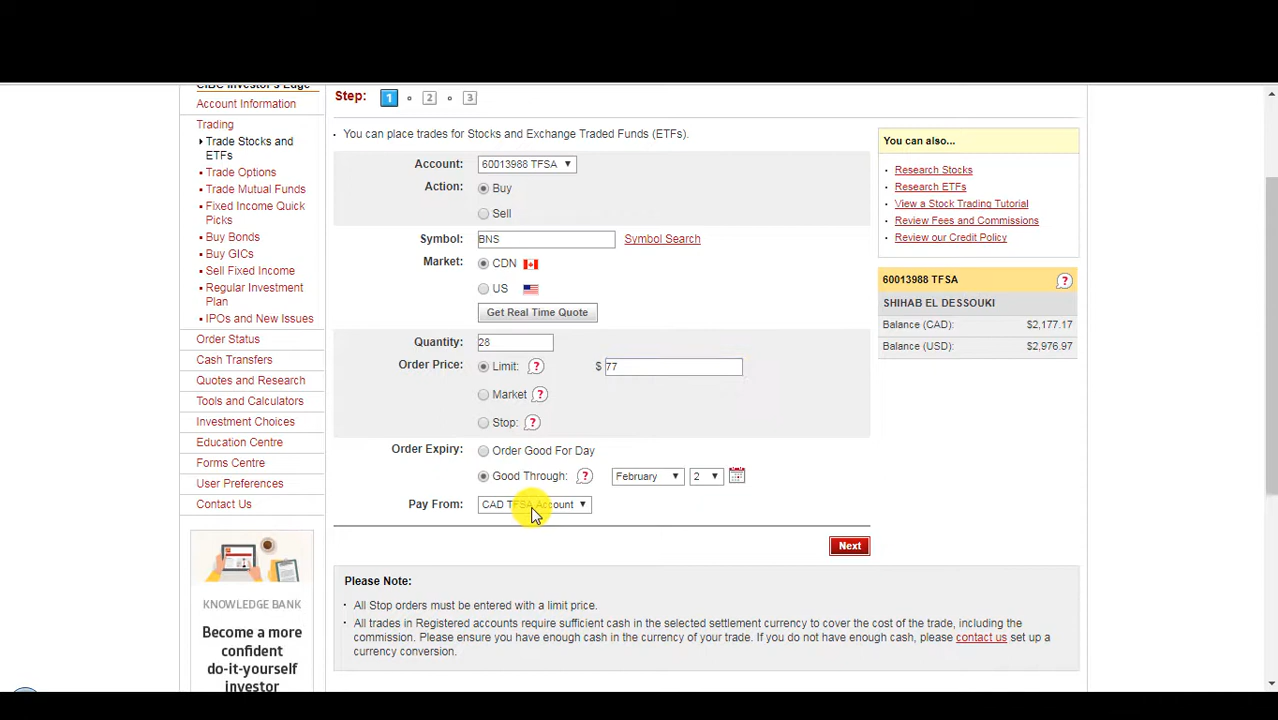 CIBC Investor's Edge
Account Information
Trading
Trade Stocks and
ETFs
Trade Options
Trade Mutual Funds
Fixed Income Quick
Picks
Buy Bonds
Buy GICs
Sell Fixed Income
Regular Investment
Plan
IPOs and New Issues
Order Status
Cash Transfers
Quotes and Research
Tools and Calculators
Investment Choices
Education Centre
Forms Centre
User Preferences
Contact Us
KNOWLEDGE BANK
Become a more
confident
do-it-yourself
investor
Step: 1 2 3
You can place trades for Stocks and Exchange Traded Funds (ETFs).
Account: 60013988 TFSA
Action: Buy
Sell
Symbol: BNS Symbol Search
Market: CDN
US
Get Real Time Quote
Quantity: 28
Order Price: Limit: ? $ 77
Market ?
Stop: ?
Order Expiry: Order Good For Day
Good Through: ? February 2
Pay From: CAD TFSA Account
Next
Please Note:
All Stop orders must be entered with a limit price.
All trades in Registered accounts require sufficient cash in the selected settlement currency to cover the cost of the trade, including the
commission. Please ensure you have enough cash in the currency of your trade. If you do not have enough cash, please contact us set up a
currency conversion.
You can also...
Research Stocks
Research ETFs
View a Stock Trading Tutorial
Review Fees and Commissions
Review our Credit Policy
60013988 TFSA ?
SHIHAB EL DESSOUKI
Balance (CAD): $2,177.17
Balance (USD): $2,976.97